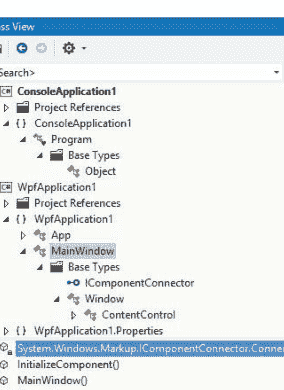 ss View
Search>
C# ConsoleApplication1
Project References
{ } ConsoleApplication1
Program
Base Types
Object
C# WpfApplication1
Project References
{ } WpfApplication1
App
MainWindow
Base Types
IComponentConnector
Window
ContentControl
{ } WpfApplication1.Properties
System.Windows.Markup.IComponentConnector.Connec
InitializeComponent()
MainWindow()